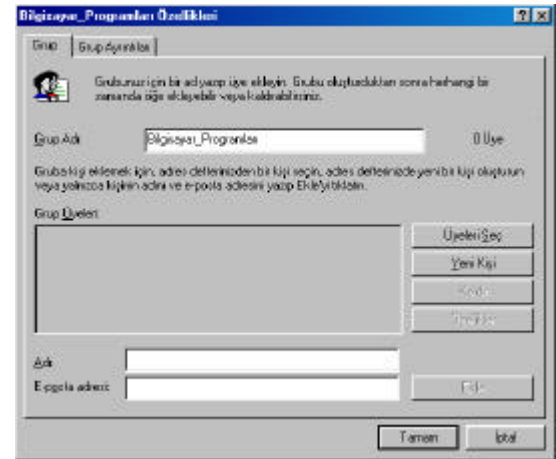 Bilgisayar_Programları Özellikleri
Grup
Grup Ayrıntıları
Grubunuz için bir ad yazıp üye ekleyin. Grubu oluşturduktan sonra herhangi bir
zamanda öğe ekleyebilir veya kaldırabilirsiniz.
Grup Adı:
Bilgisayar_Programları
0 Üye
Gruba kişi eklemek için, adres defterinizden bir kişi seçin, adres defterinizde yeni bir kişi oluşturun
veya yalnızca kişinin adını ve e-posta adresini yazıp Ekle'yi tıklatın.
Grup Üyeleri:
Üyeleri Seç
Yeni Kişi
Kaldır
Özellikler
Adı:
E-posta adresi:
Ekle
Tamam
İptal